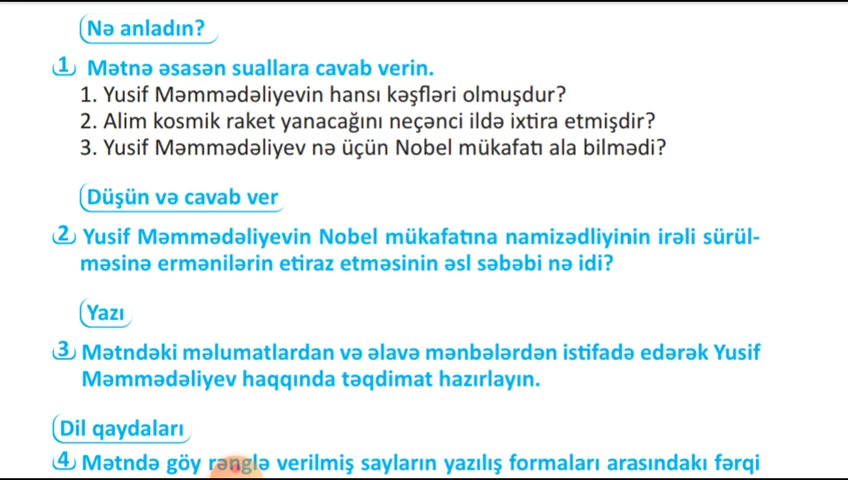 Nə anladın?
1 Mətnə əsasən suallara cavab verin.
1. Yusif Məmmədəliyevin hansı kəşfləri olmuşdur?
2. Alim kosmik raket yanacağını neçənci ildə ixtira etmişdir?
3. Yusif Məmmədəliyev nə üçün Nobel mükafatı ala bilmədi?
Düşün və cavab ver
2 Yusif Məmmədəliyevin Nobel mükafatına namizədliyinin irəli sürül-
məsinə ermənilərin etiraz etməsinin əsl səbəbi nə idi?
Yazı
3 Mətndəki məlumatlardan və əlavə mənbələrdən istifadə edərək Yusif
Məmmədəliyev haqqında təqdimat hazırlayın.
Dil qaydaları
4 Mətndə göy rənglə verilmiş sayların yazılış formaları arasındakı fərqi